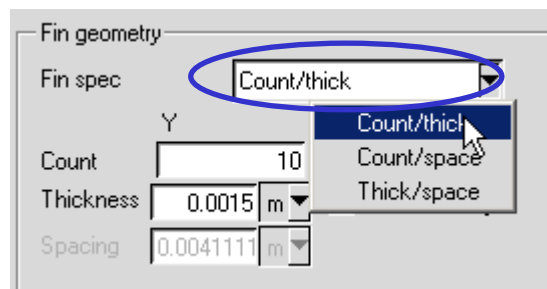 Fin geometry
Fin spec Count/thick
Y Count/thick
Count 10 Count/space
Thickness 0.0015 m Thick/space
Spacing 0.0041111 m